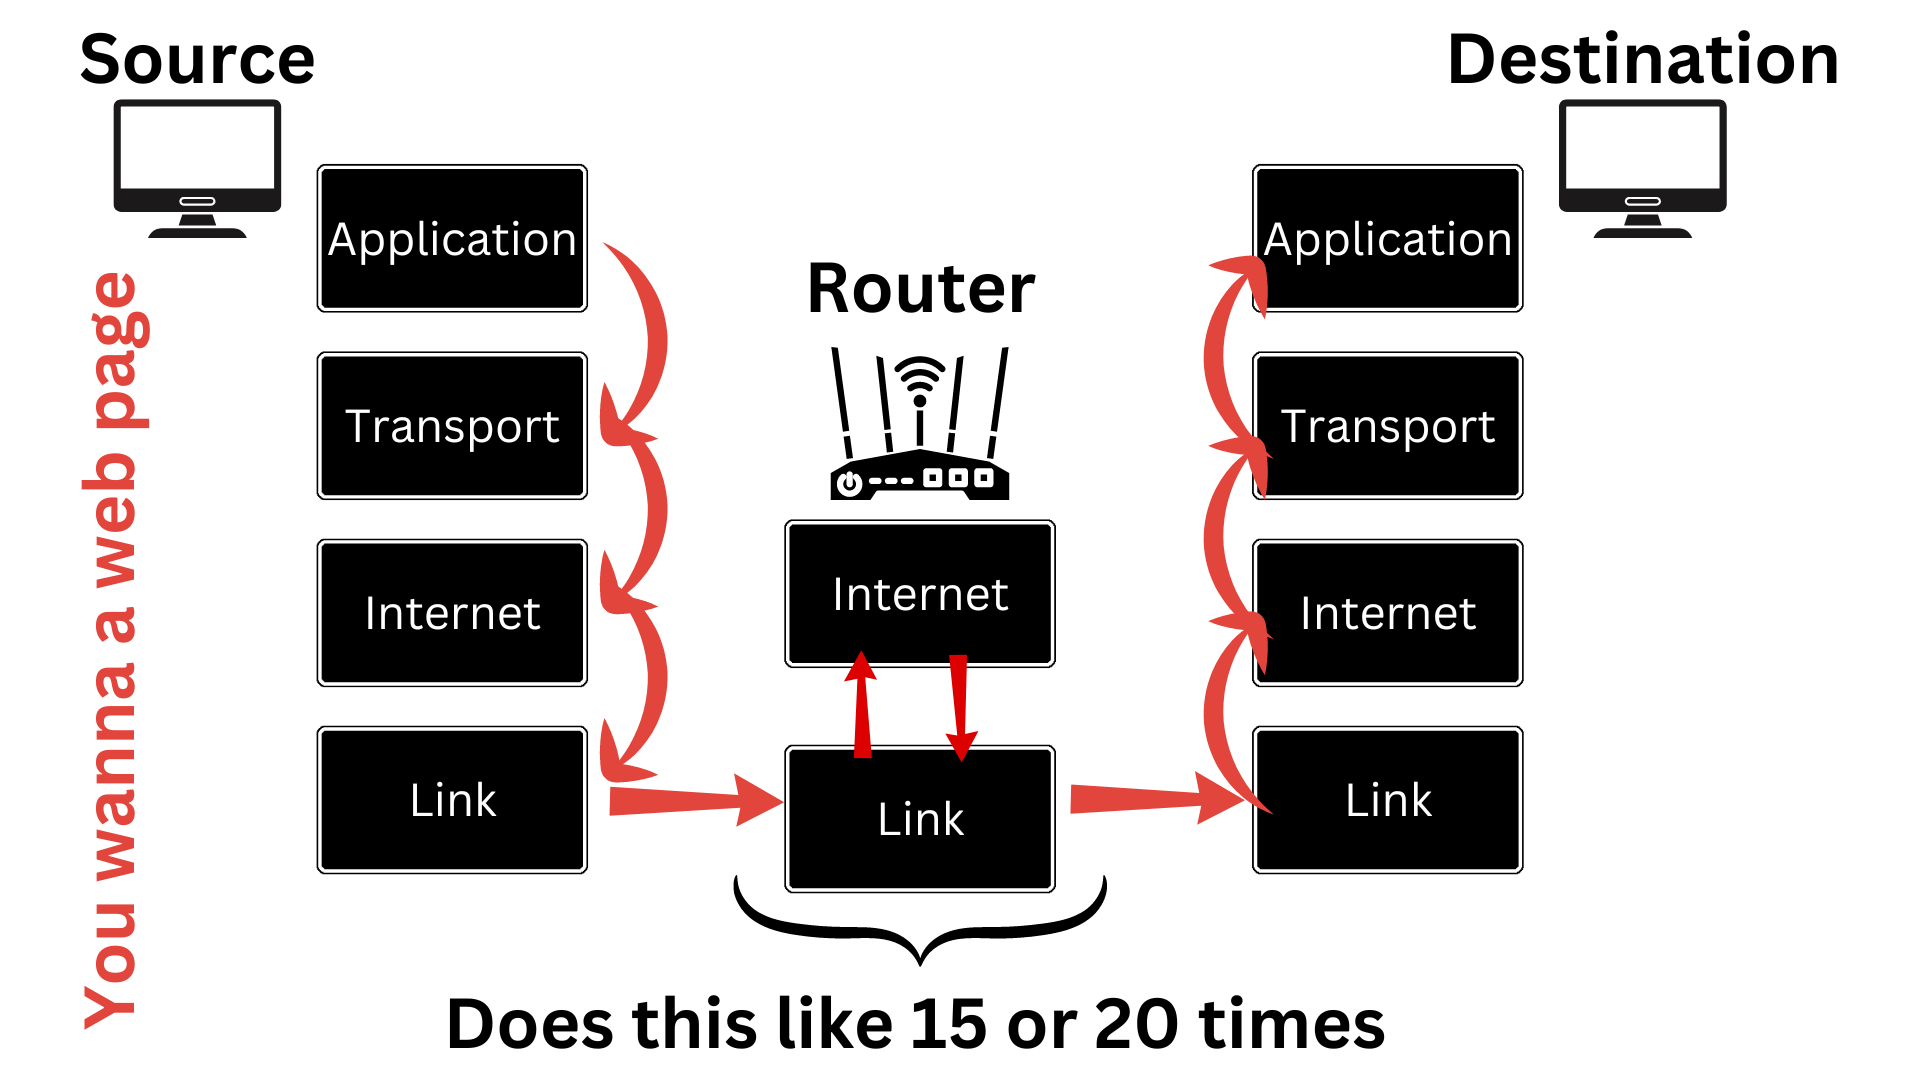 Source
Destination
You wanna a web page
Application
Transport
Internet
Link
Router
Internet
Link
Application
Transport
Internet
Link
Does this like 15 or 20 times